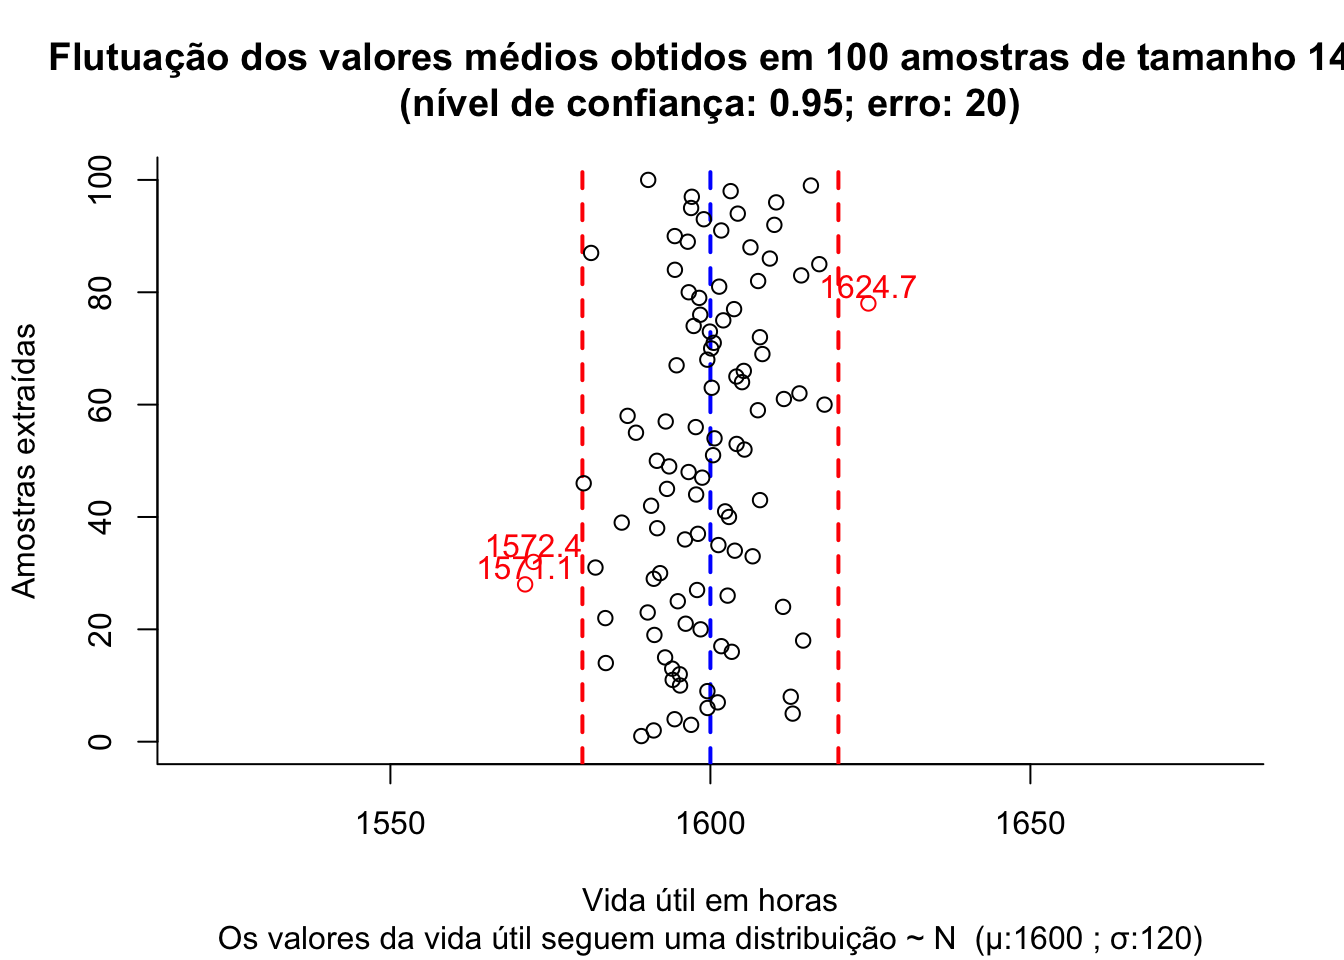 Flutuação dos valores médios obtidos em 100 amostras de tamanho 14
(nível de confiança: 0.95; erro: 20)
Amostras extraídas
100
80
60
40
20
0
1624.7
1572.4
1571.1
1550
1600
1650
Vida útil em horas
Os valores da vida útil seguem uma distribuição ~ N (μ:1600 ; σ:120)